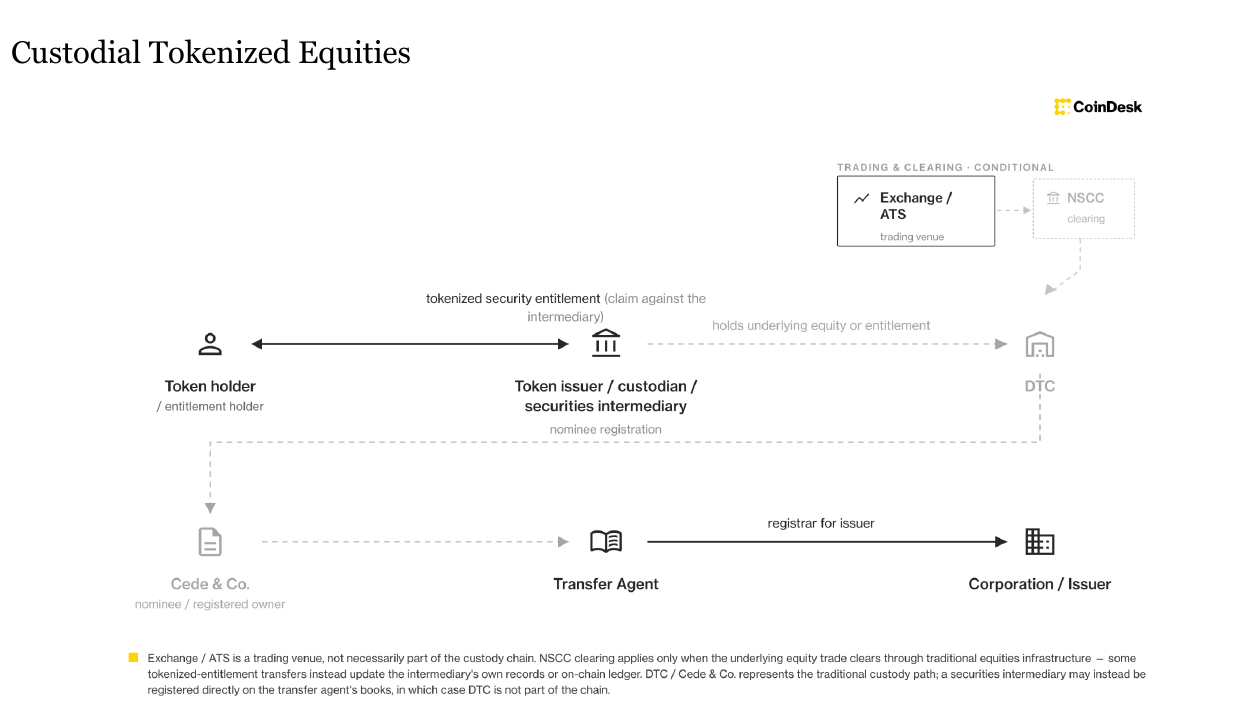 Custodial Tokenized Equities
CoinDesk
TRADING & CLEARING · CONDITIONAL
Exchange /
ATS
trading venue
NSCC
clearing
tokenized security entitlement (claim against the
intermediary)
holds underlying equity or entitlement
Token holder
/ entitlement holder
Token issuer / custodian /
securities intermediary
DTC
nominee registration
registrar for issuer
Cede & Co.
nominee / registered owner
Transfer Agent
Corporation / Issuer
Exchange / ATS is a trading venue, not necessarily part of the custody chain. NSCC clearing applies only when the underlying equity trade clears through traditional equities infrastructure — some
tokenized-entitlement transfers instead update the intermediary's own records or on-chain ledger. DTC / Cede & Co. represents the traditional custody path; a securities intermediary may instead be
registered directly on the transfer agent's books, in which case DTC is not part of the chain.